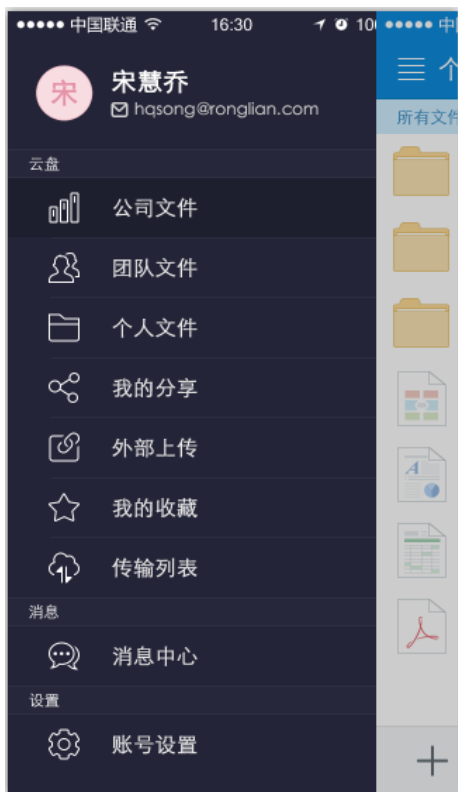 中国联通 16:30 10
中
宋 宋慧乔
hqsong@ronglian.com
个
所有文件
云盘
公司文件
团队文件
个人文件
我的分享
外部上传
我的收藏
传输列表
消息
消息中心
设置
账号设置